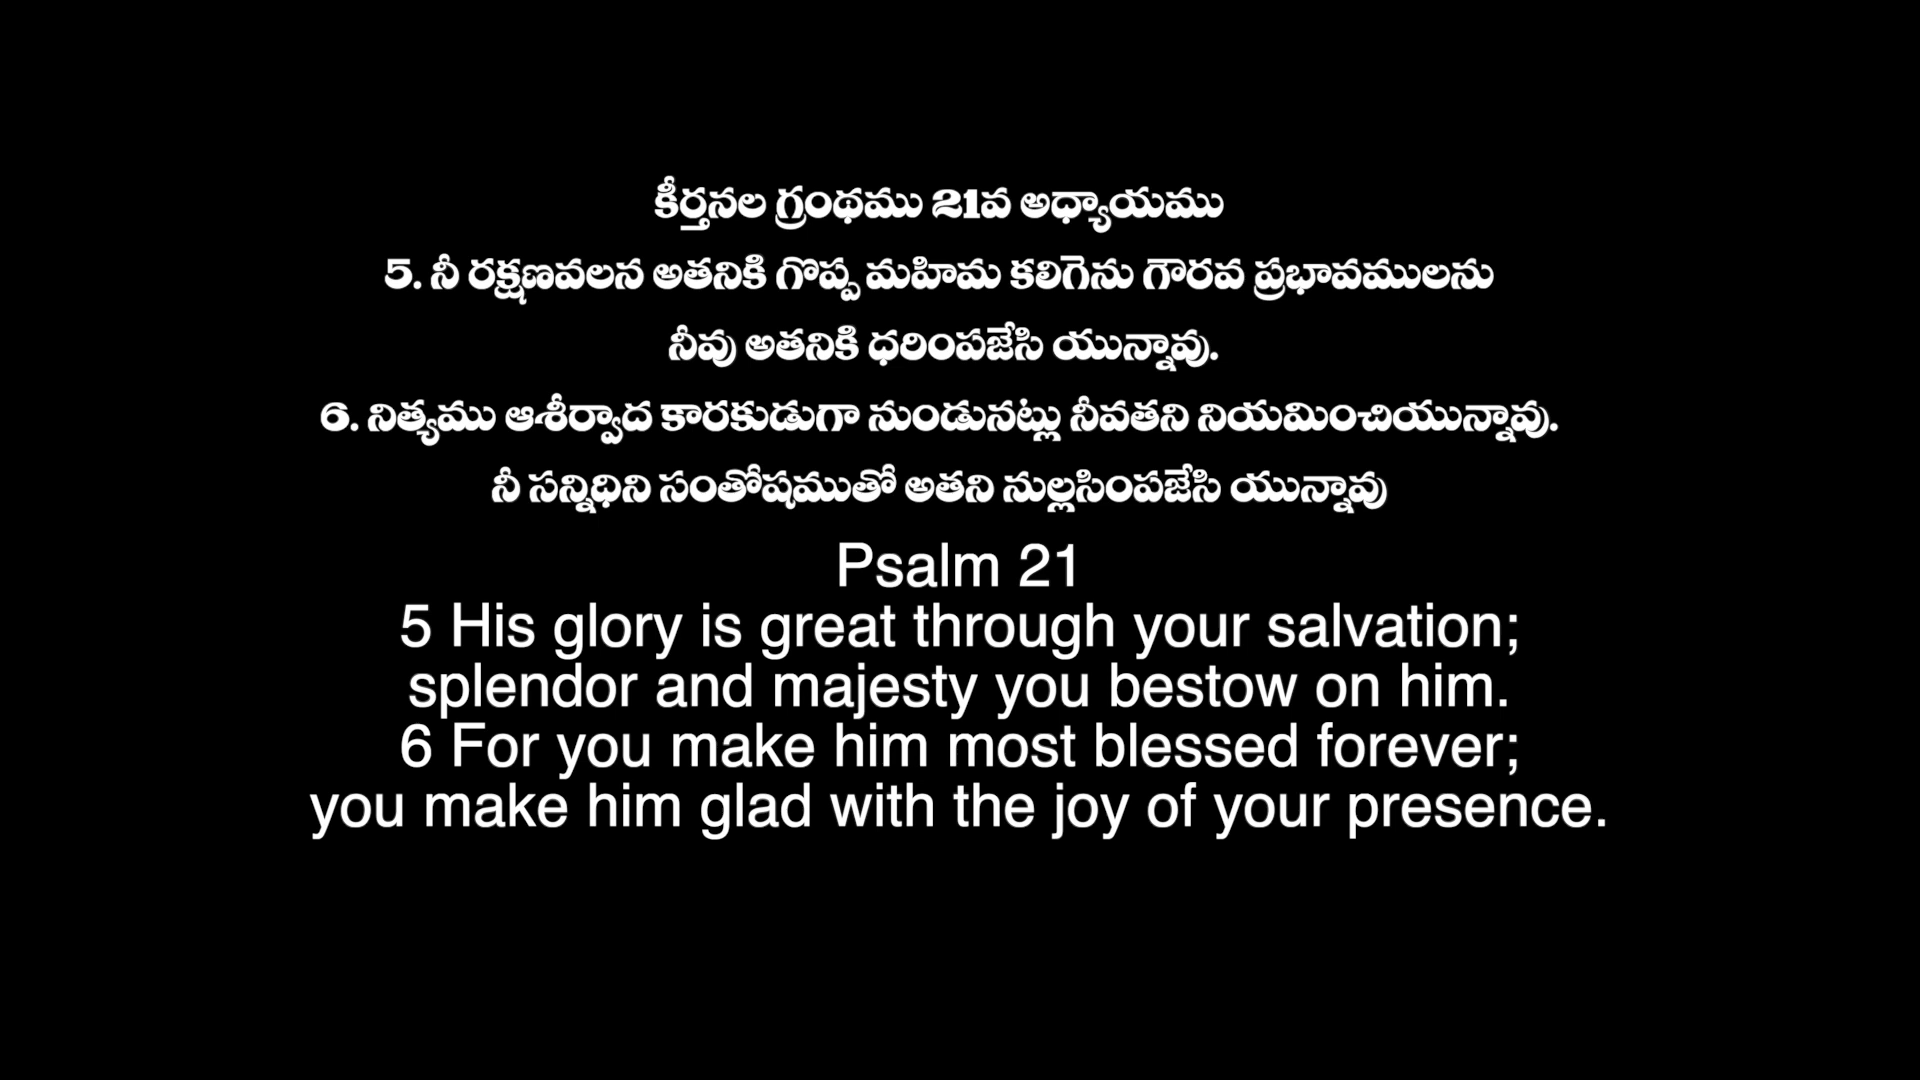 కీర్తనల గ్రంథము 21వ అధ్యాయము
5. నీ రక్షణవలన అతనికి గొప్ప మహిమ కలిగెను గౌరవ ప్రభావములను
నీవు అతనికి ధరింపజేసి యున్నావు.
6. నిత్యము ఆశీర్వాద కారకుడుగా నుండునట్లు నీవతని నియమించియున్నావు.
నీ సన్నిధిని సంతోషముతో అతని నుల్లసింపజేసి యున్నావు
Psalm 21
5 His glory is great through your salvation;
splendor and majesty you bestow on him.
6 For you make him most blessed forever;
you make him glad with the joy of your presence.